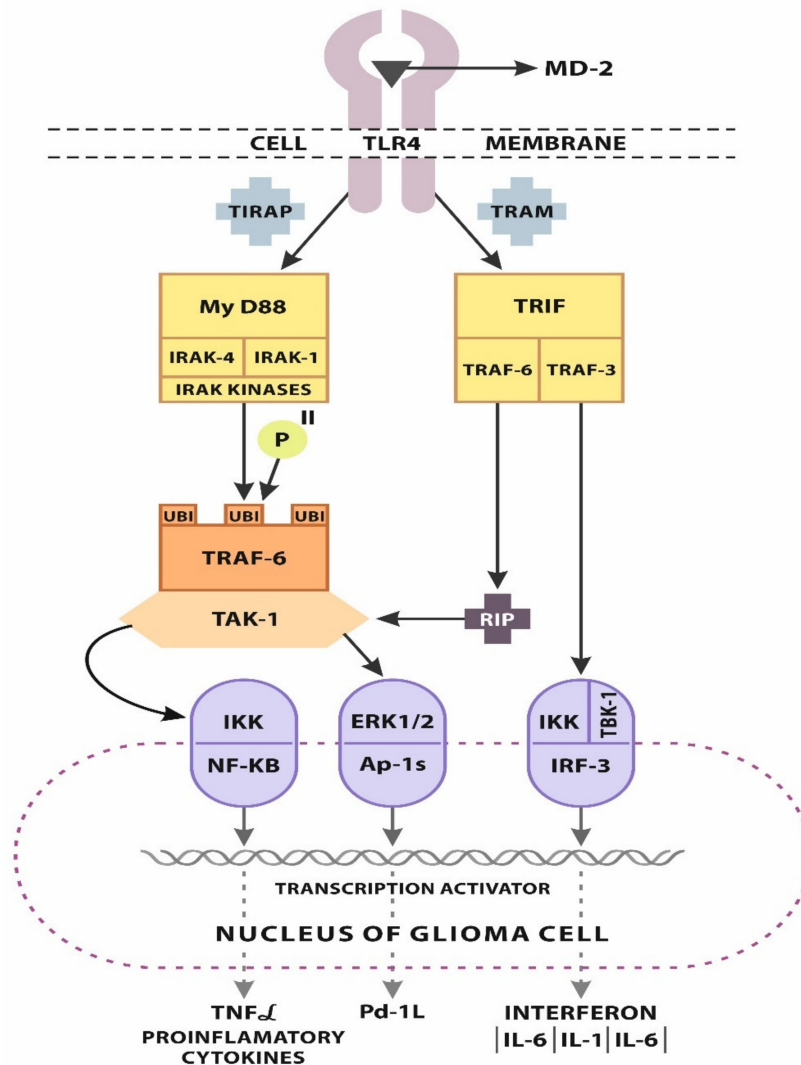 MD-2
CELL TLR4 MEMBRANE
TIRAP
TRAM
My D88
IRAK-4 IRAK-1
IRAK KINASES
TRIF
TRAF-6 TRAF-3
P II
UBI UBI UBI
TRAF-6
TAK-1
RIP
IKK
NF-KB
ERK1/2
Ap-1s
IKK TBK-1
IRF-3
TRANSCRIPTION ACTIVATOR
NUCLEUS OF GLIOMA CELL
TNFℒ
PROINFLAMATORY
CYTOKINES
Pd-1L
INTERFERON
|IL-6|IL-1|IL-6|